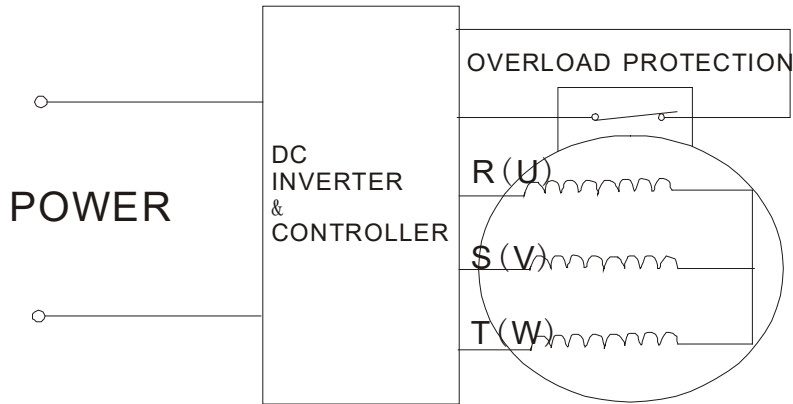 OVERLOAD PROTECTION
POWER
DC
INVERTER
&
CONTROLLER
R(U)
S(V)
T(W)